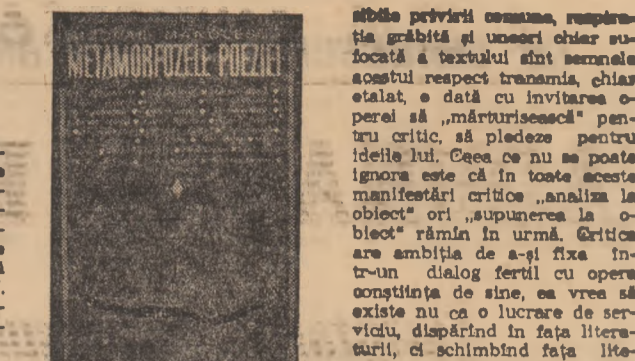 METAMORFOZELE POEZIEI
sibile privirii comune, respira-
ția grăbită și uneori chiar su-
focată a textului sînt semnele
acestui respect transmis, chiar
etalat, o dată cu invitarea o-
perei să „mărturisească" pen-
tru critic, să pledeze pentru
ideile lui. Ceea ce nu se poate
ignora este că în toate aceste
manifestări critice „analiza la
obiect" ori „supunerea la o-
biect" rămîn în urmă. Critica
are ambiția de a-și fixa în-
tr-un dialog fertil cu opera
conștiința de sine, ea vrea să
existe nu ca o lucrare de ser-
viciu, dispărînd în fața litera-
turii, ci schimbînd fața lite-